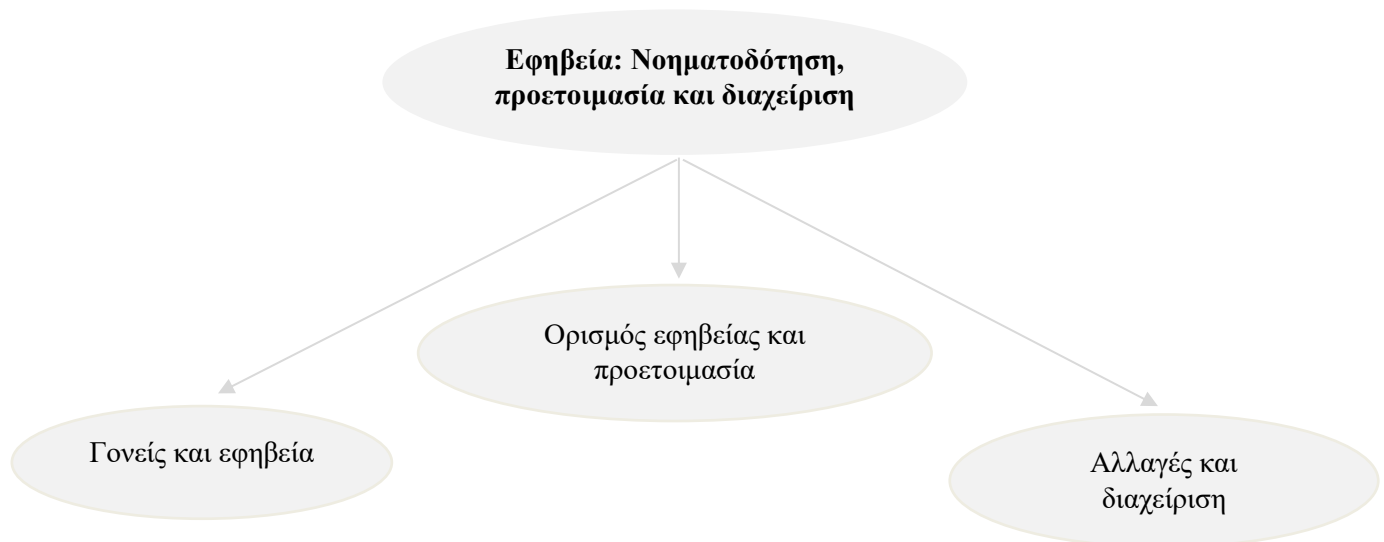 Εφηβεία: Νοηματοδότηση,
προετοιμασία και διαχείριση
Ορισμός εφηβείας και
προετοιμασία
Γονείς και εφηβεία
Αλλαγές και
διαχείριση